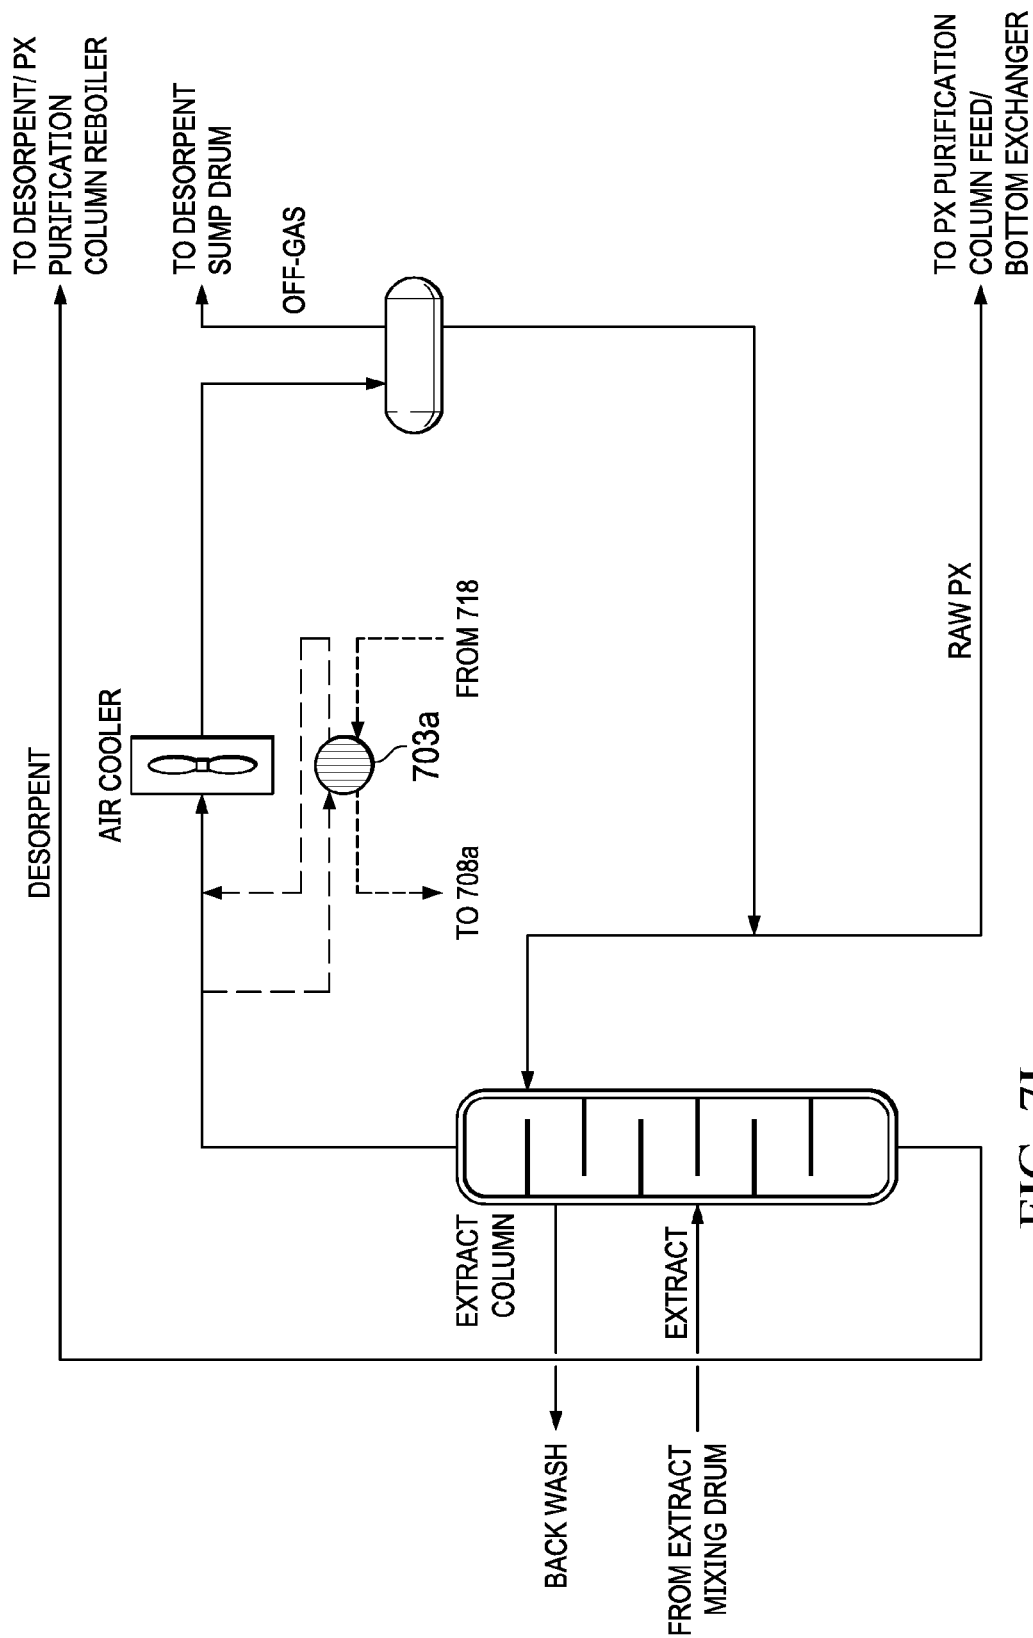 TO DESORPENT/ PX
PURIFICATION
COLUMN REBOILER
TO DESORPENT
SUMP DRUM
OFF-GAS
DESORPENT
AIR COOLER
703a
FROM 718
TO 708a
EXTRACT
COLUMN
BACK WASH
EXTRACT
FROM EXTRACT
MIXING DRUM
RAW PX
TO PX PURIFICATION
COLUMN FEED/
BOTTOM EXCHANGER